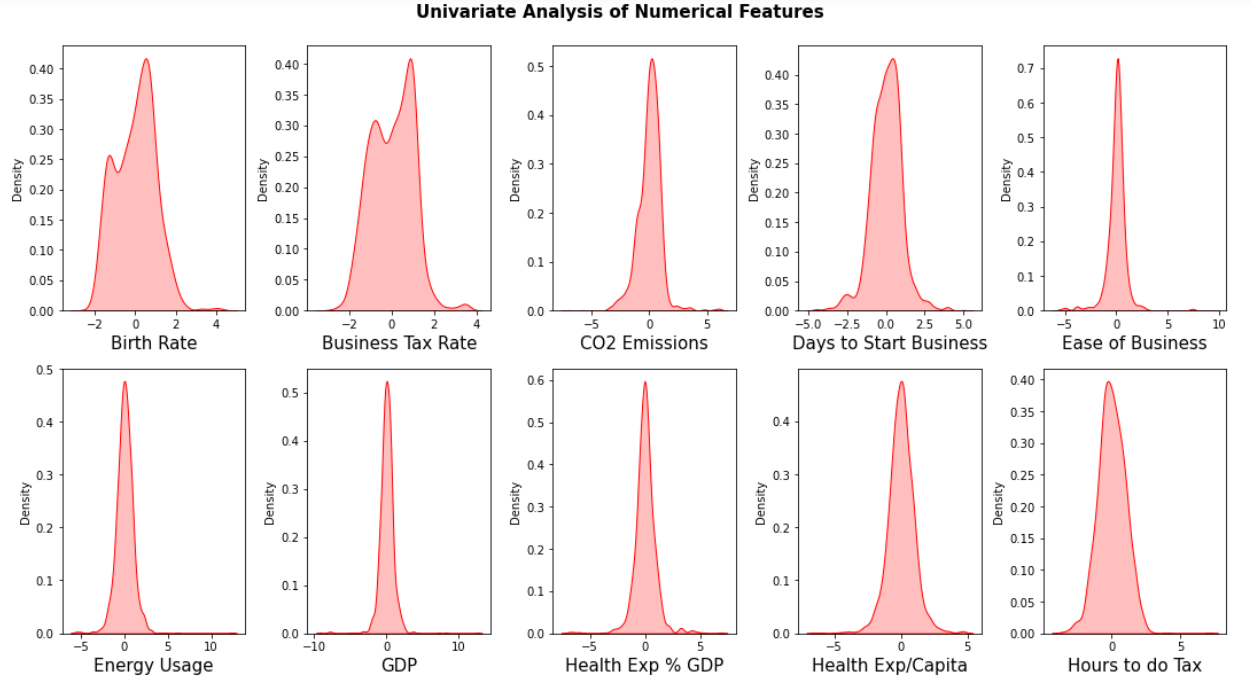 Univariate Analysis of Numerical Features
0.40
0.35
0.30
0.25
0.20
0.15
0.10
0.05
0.00
Density
−2 0 2 4
Birth Rate
0.40
0.35
0.30
0.25
0.20
0.15
0.10
0.05
0.00
Density
−2 0 2 4
Business Tax Rate
0.5
0.4
0.3
0.2
0.1
0.0
Density
−5 0 5
CO2 Emissions
0.40
0.35
0.30
0.25
0.20
0.15
0.10
0.05
0.00
Density
−5.0 −2.5 0.0 2.5 5.0
Days to Start Business
0.7
0.6
0.5
0.4
0.3
0.2
0.1
0.0
Density
−5 0 5 10
Ease of Business
0.5
0.4
0.3
0.2
0.1
0.0
Density
−5 0 5 10
Energy Usage
0.5
0.4
0.3
0.2
0.1
0.0
Density
−10 0 10
GDP
0.6
0.5
0.4
0.3
0.2
0.1
0.0
Density
−5 0 5
Health Exp % GDP
0.4
0.3
0.2
0.1
0.0
Density
−5 0 5
Health Exp/Capita
0.40
0.35
0.30
0.25
0.20
0.15
0.10
0.05
0.00
Density
0 5
Hours to do Tax